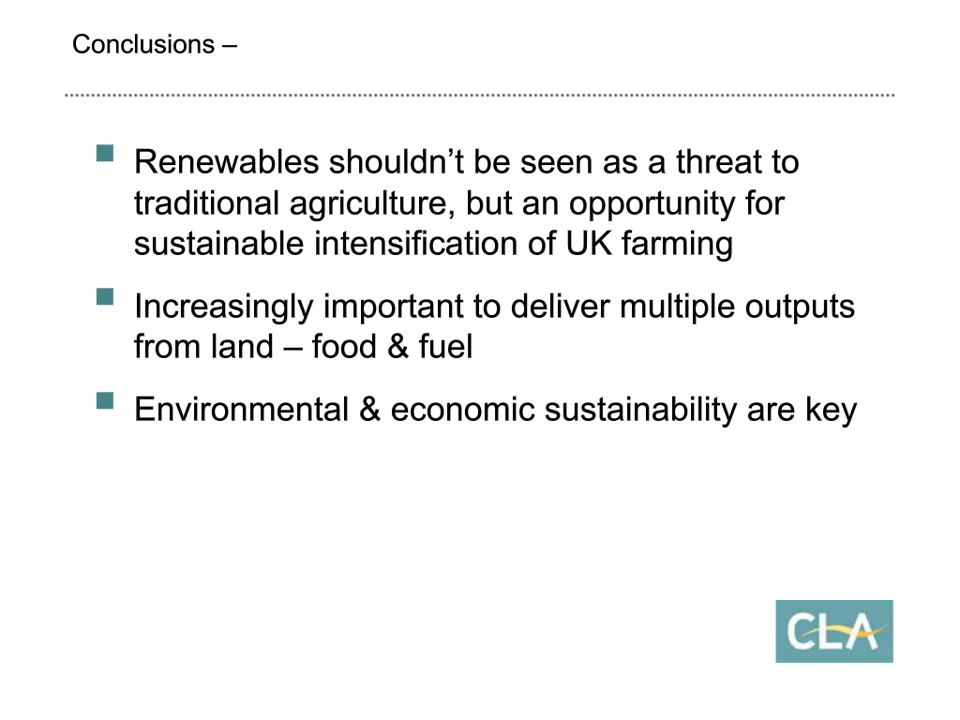 Conclusions –
Renewables shouldn’t be seen as a threat to
traditional agriculture, but an opportunity for
sustainable intensification of UK farming
Increasingly important to deliver multiple outputs
from land – food & fuel
Environmental & economic sustainability are key
CLA